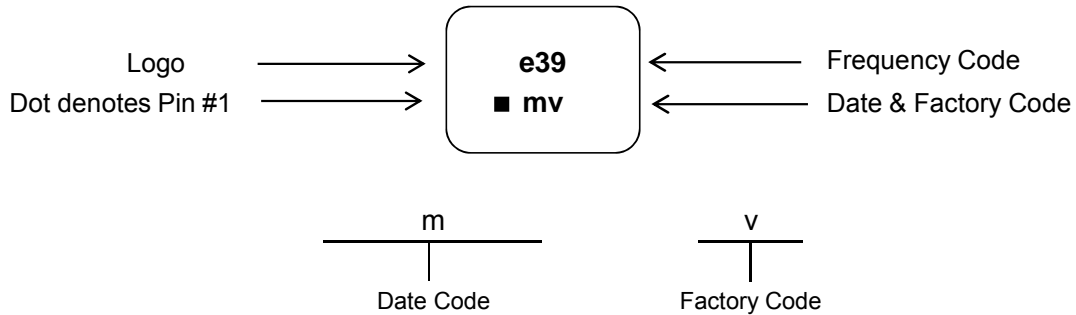 Logo e39 Frequency Code
Dot denotes Pin #1 ■ mv Date & Factory Code
m v
Date Code Factory Code